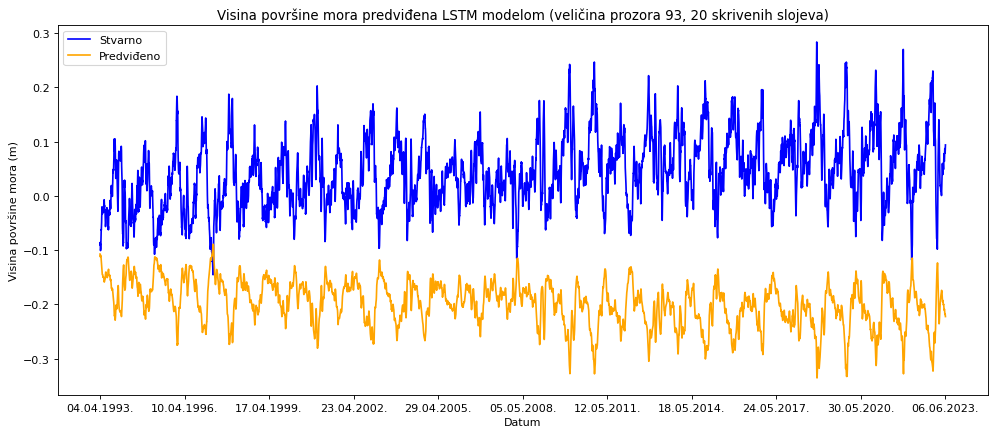 Visina površine mora predviđena LSTM modelom (veličina prozora 93, 20 skrivenih slojeva)
Stvarno
Predviđeno
Visina površine mora (m)
0.3
0.2
0.1
0.0
−0.1
−0.2
−0.3
04.04.1993. 10.04.1996. 17.04.1999. 23.04.2002. 29.04.2005. 05.05.2008. 12.05.2011. 18.05.2014. 24.05.2017. 30.05.2020. 06.06.2023.
Datum